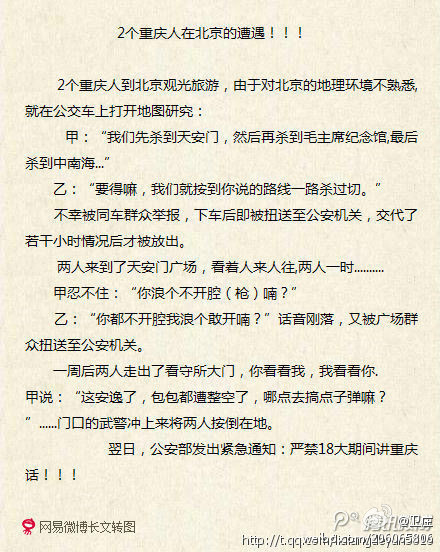 2个重庆人在北京的遭遇！！！
2个重庆人到北京观光旅游，由于对北京的地理环境不熟悉,
就在公交车上打开地图研究：
甲：“我们先杀到天安门，然后再杀到毛主席纪念馆,最后
杀到中南海...”
乙：“要得嘛，我们就按到你说的路线一路杀过切。”
不幸被同车群众举报，下车后即被扭送至公安机关，交代了
若干小时情况后才被放出。
两人来到了天安门广场，看着人来人往,两人一时..........
甲忍不住：“你浪个不开腔（枪）喃？”
乙：“你都不开腔我浪个敢开喃？”话音刚落，又被广场群
众扭送至公安机关。
一周后两人走出了看守所大门，你看看我，我看看你.
甲说：“这安逸了，包包都遭整空了，哪点去搞点子弹嘛？
”......门口的武警冲上来将两人按倒在地。
翌日，公安部发出紧急通知：严禁18大期间讲重庆
话！！！
网易微博长文转图
腾讯微博